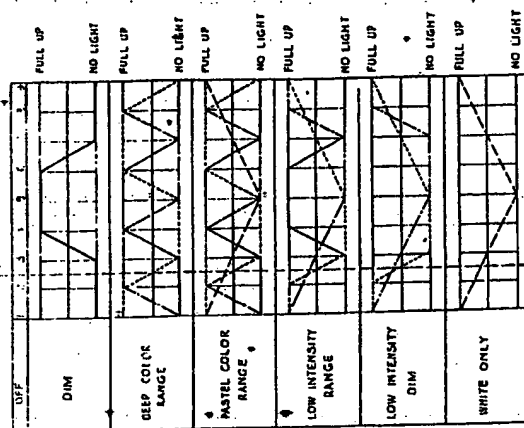 FULL UP
NO LIGHT
FULL UP
NO LIGHT
FULL UP
NO LIGHT
FULL UP
NO LIGHT
FULL UP
NO LIGHT
FULL UP
NO LIGHT
OFF
DIM
DEEP COLOR
RANGE
PASTEL COLOR
RANGE
LOW INTENSITY
RANGE
LOW INTENSITY
DIM
WHITE ONLY